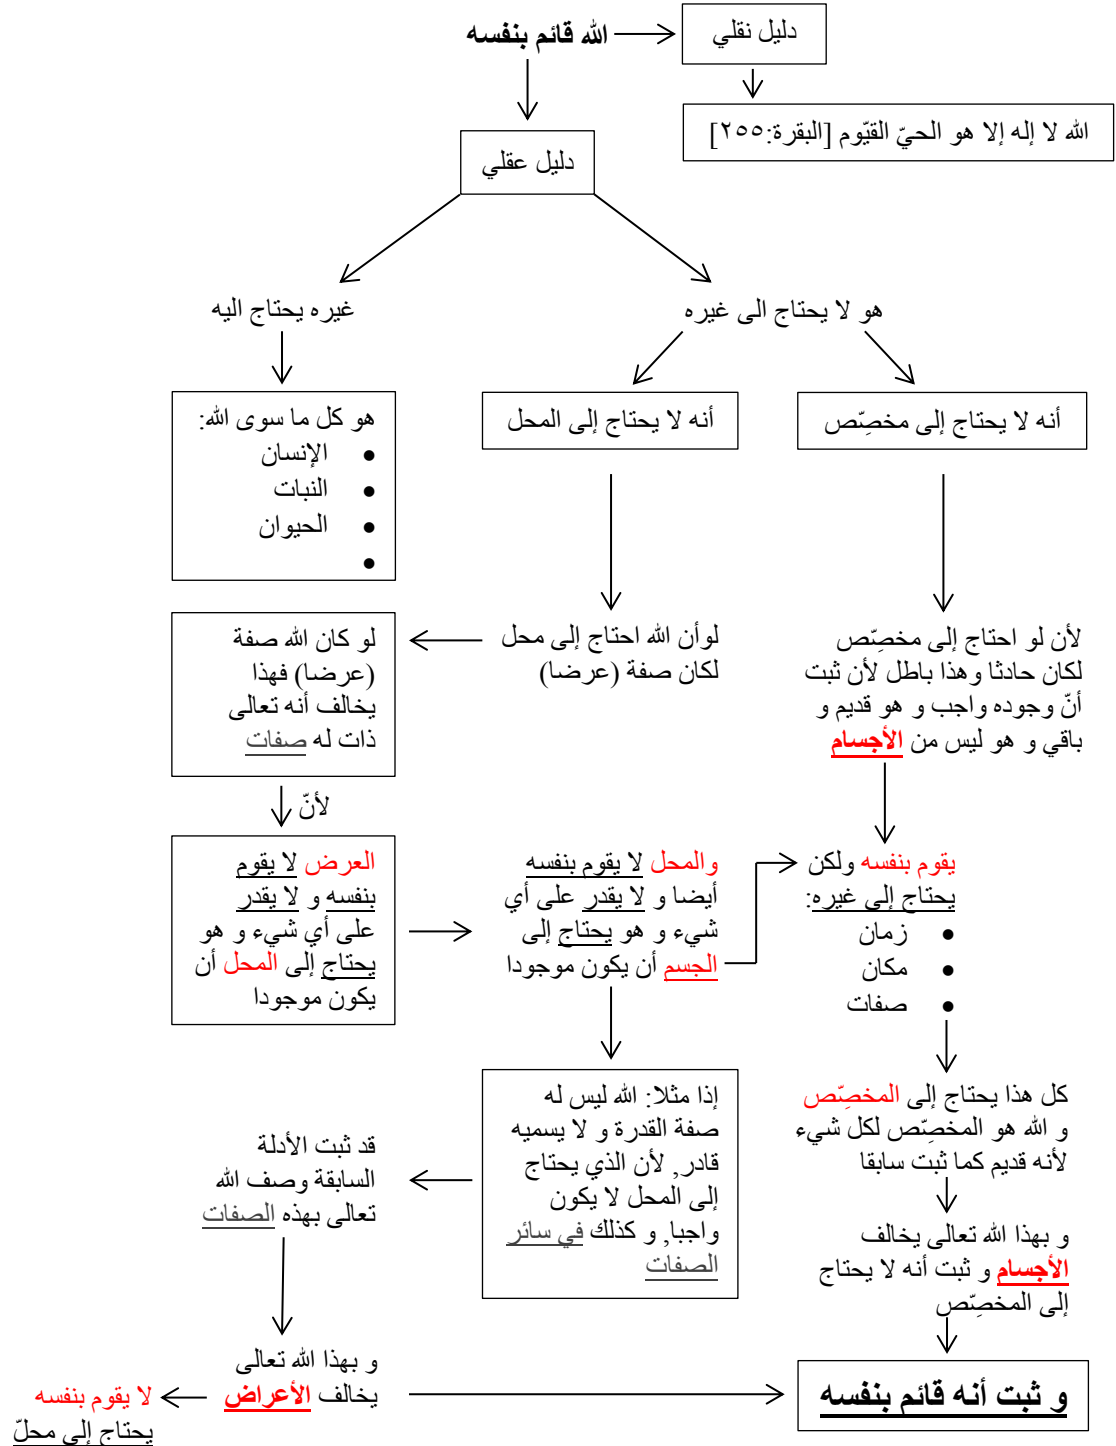 الله قائم بنفسه
دليل نقلي
الله لا إله إلا هو الحيّ القيّوم [البقرة:٢٥٥]
دليل عقلي
هو لا يحتاج الى غيره
غيره يحتاج اليه
أنه لا يحتاج إلى مخصِّص
أنه لا يحتاج إلى المحل
هو كل ما سوى الله:
• الإنسان
• النبات
• الحيوان
•
لأن لو احتاج إلى مخصِّص
لكان حادثا وهذا باطل لأن ثبت
أنّ وجوده واجب و هو قديم و
باقي و هو ليس من الأجسام
لوأن الله احتاج إلى محل
لكان صفة (عرضا)
لو كان الله صفة
(عرضا) فهذا
يخالف أنه تعالى
ذات له صفات
لأنّ
العرض لا يقوم
بنفسه و لا يقدر
على أي شيء و هو
يحتاج إلى المحل أن
يكون موجودا
والمحل لا يقوم بنفسه
أيضا و لا يقدر على أي
شيء و هو يحتاج إلى
الجسم أن يكون موجودا
يقوم بنفسه ولكن
يحتاج إلى غيره:
• زمان
• مكان
• صفات
كل هذا يحتاج إلى المخصِّص
و الله هو المخصِّص لكل شيء
لأنه قديم كما ثبت سابقا
و بهذا الله تعالى يخالف
الأجسام و ثبت أنه لا يحتاج
إلى المخصِّص
إذا مثلا: الله ليس له
صفة القدرة و لا يسميه
قادر, لأن الذي يحتاج
إلى المحل لا يكون
واجبا, و كذلك في سائر
الصفات
قد ثبت الأدلة
السابقة وصف الله
تعالى بهذه الصفات
و بهذا الله تعالى
يخالف الأعراض
لا يقوم بنفسه
يحتاج إلى محلّ
و ثبت أنه قائم بنفسه